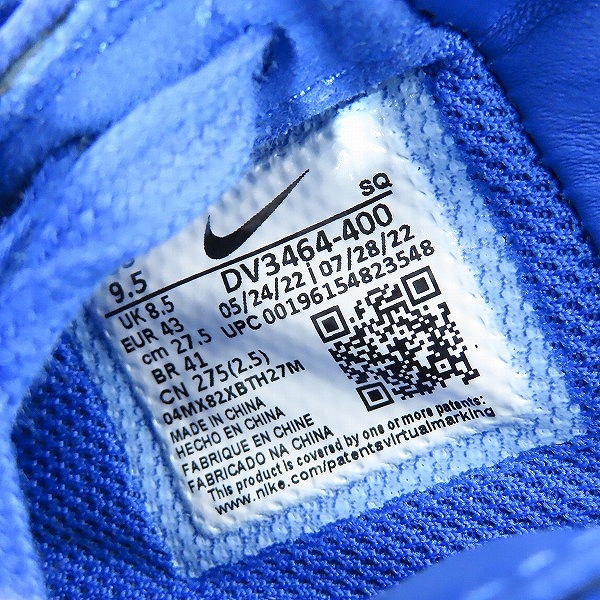 SQ
9.5
UK 8.5
EUR 43
cm 27.5
BR 41
CN 275(2.5)
DV3464-400
05/24/22 | 07/28/22
UPC 00196154823548
04MX82XBTH27M
MADE IN CHINA
HECHO EN CHINA
FABRIQUE EN CHINE
FABRICADO NA CHINA
This product is covered by one or more patents:
www.nike.com/patentsvirtualmarking